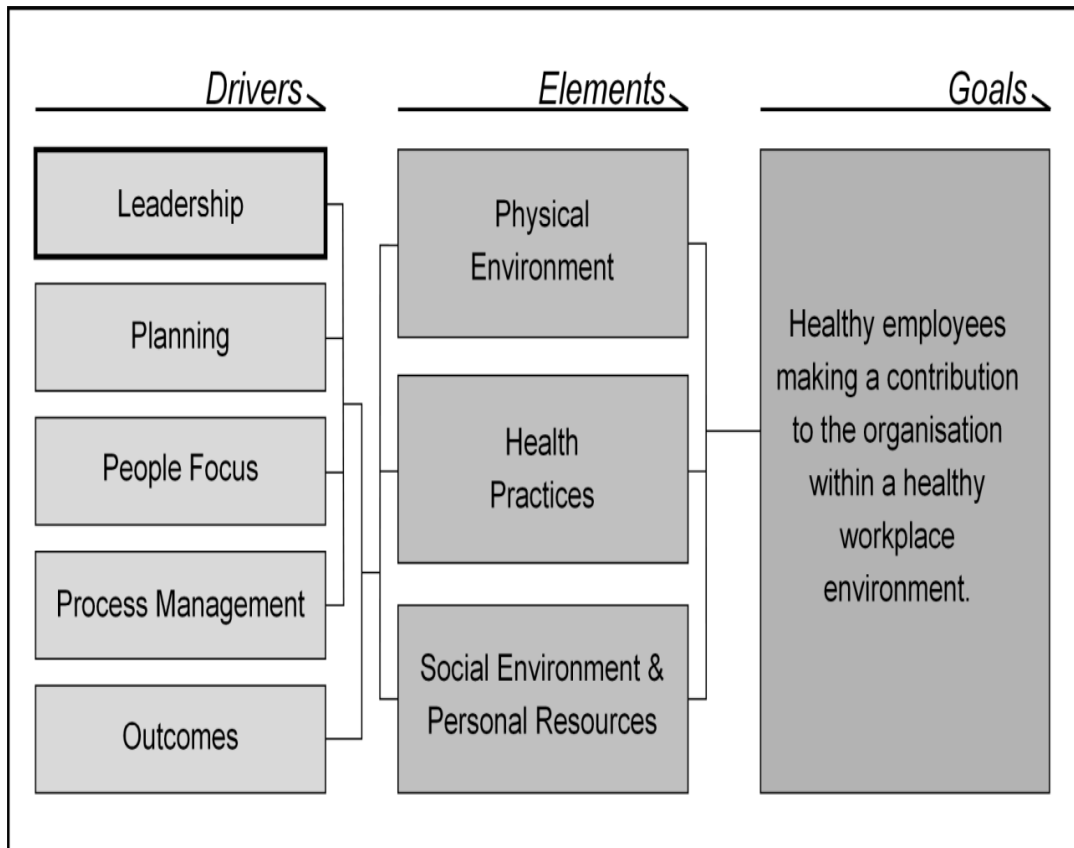 Drivers
Elements
Goals
Leadership
Planning
People Focus
Process Management
Outcomes
Physical
Environment
Health
Practices
Social Environment &
Personal Resources
Healthy employees
making a contribution
to the organisation
within a healthy
workplace
environment.